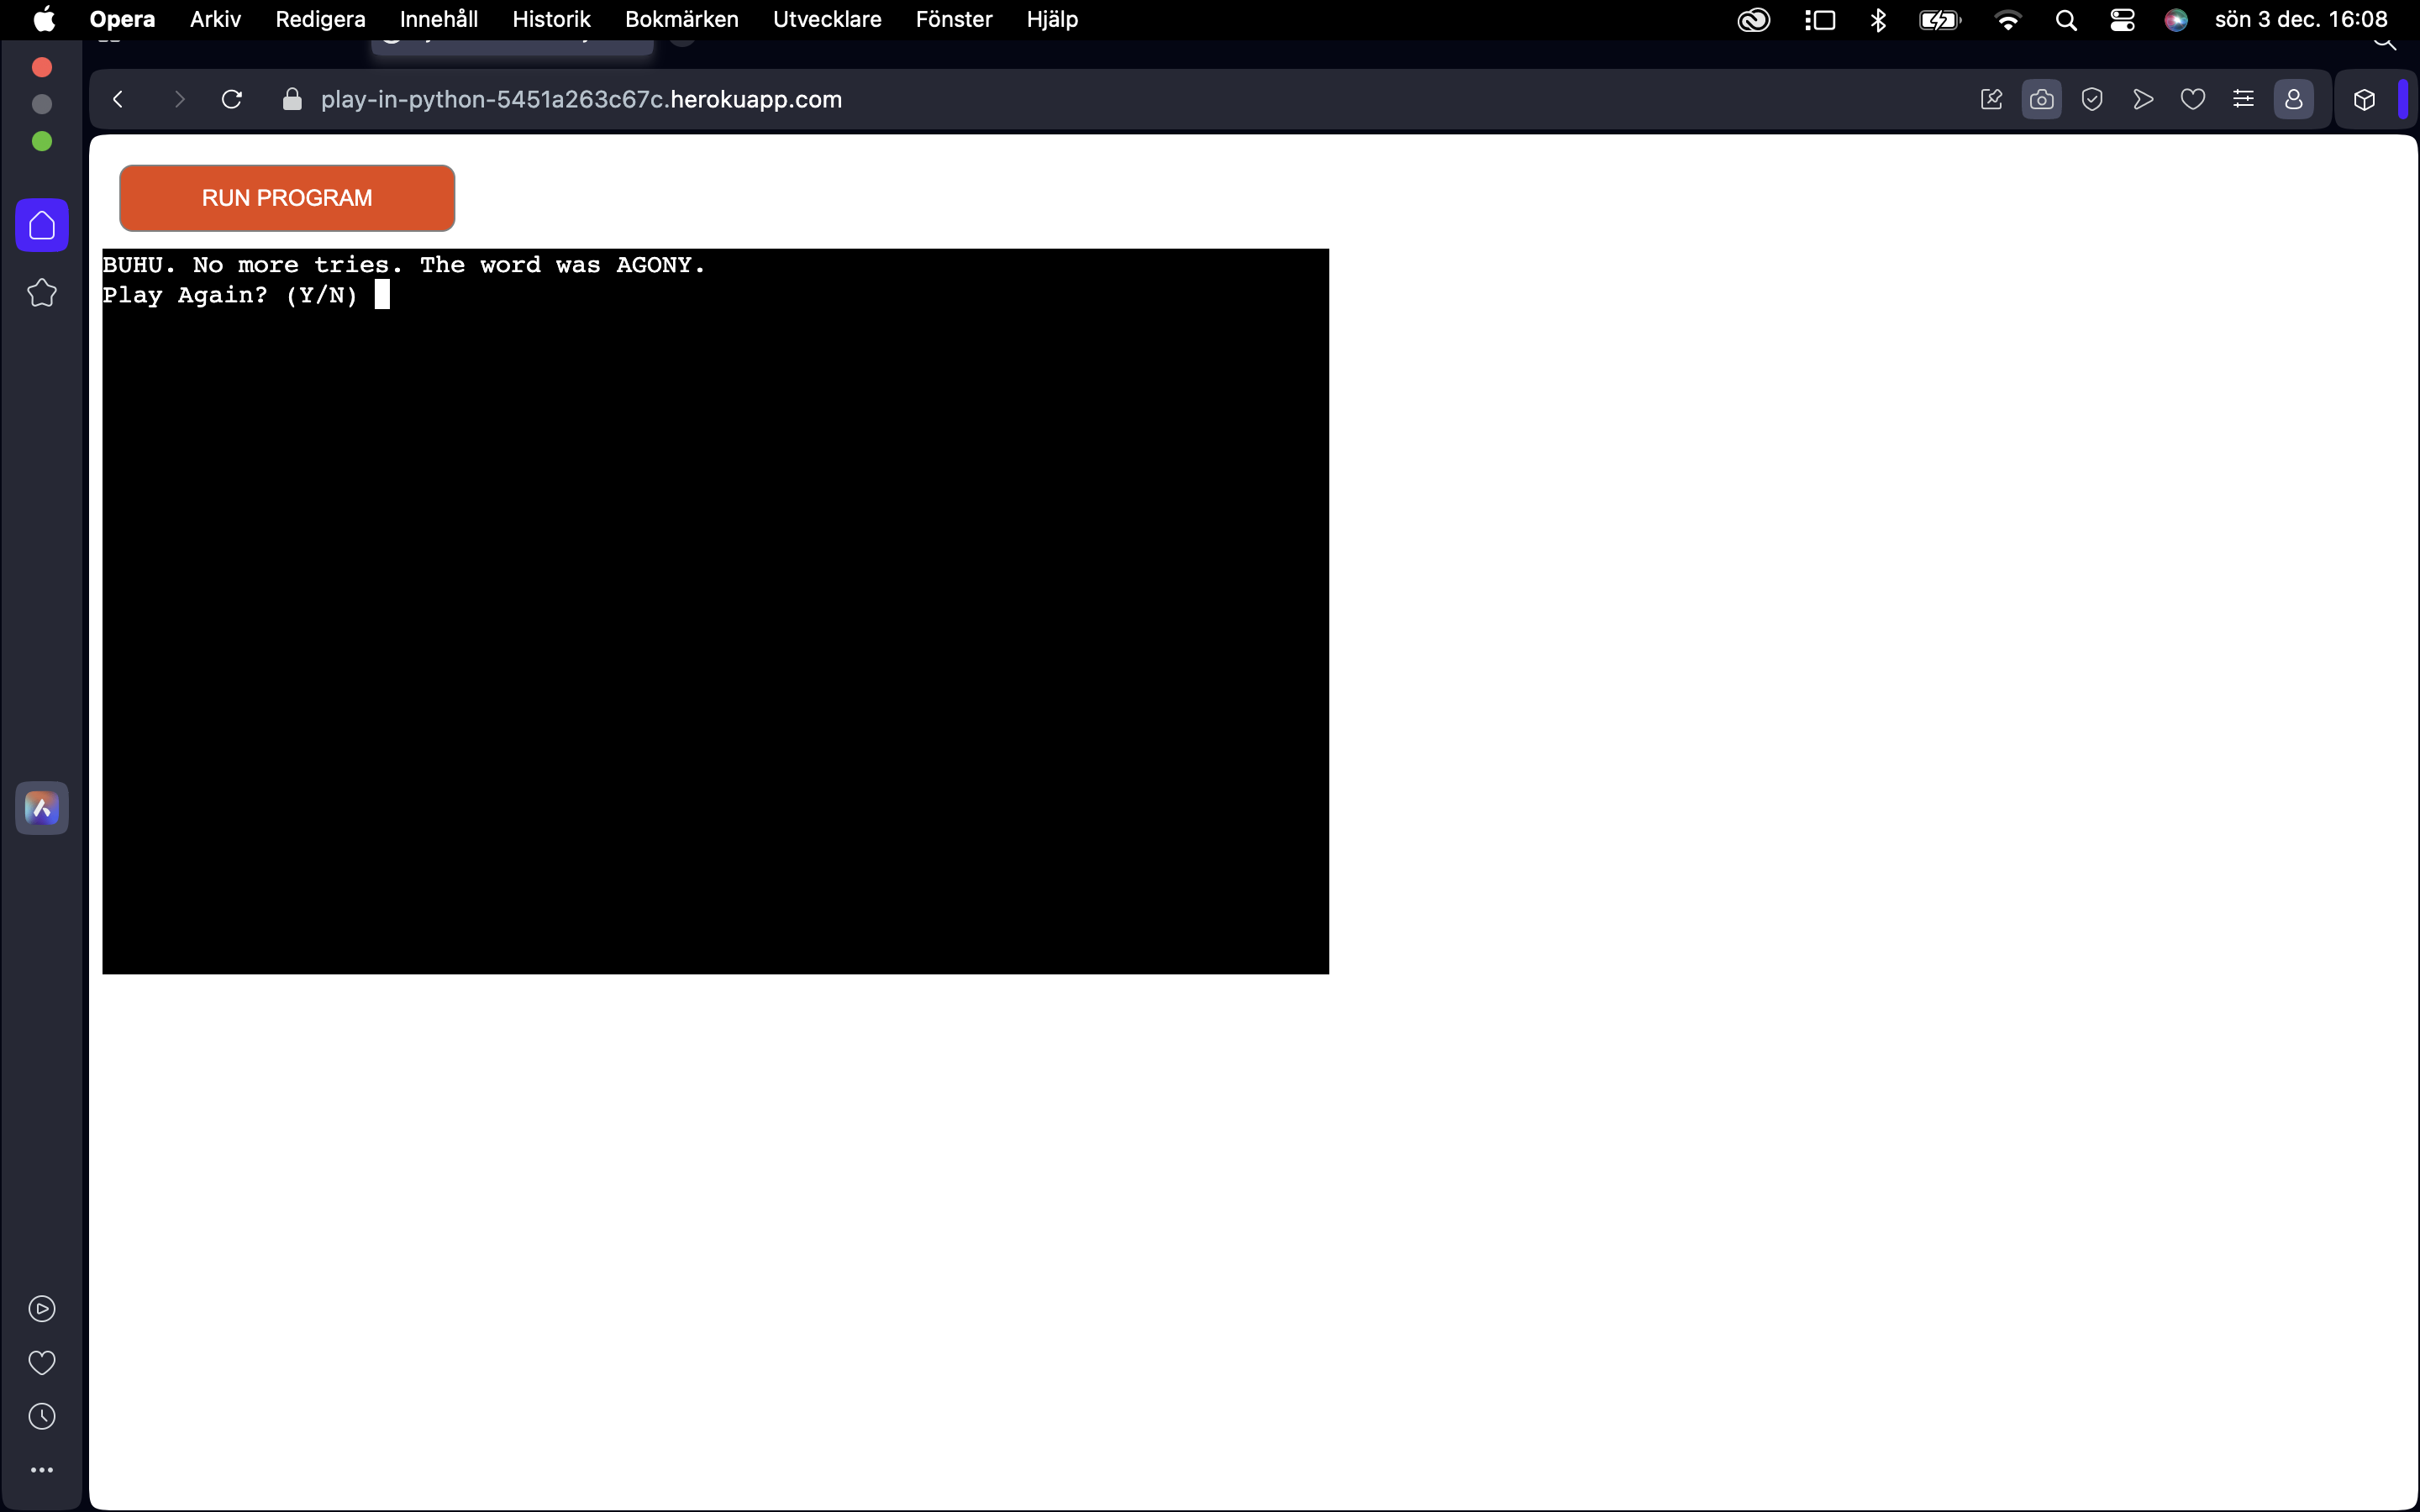 Opera Arkiv Redigera Innehåll Historik Bokmärken Utvecklare Fönster Hjälp sön 3 dec. 16:08
play-in-python-5451a263c67c.herokuapp.com
RUN PROGRAM
BUHU. No more tries. The word was AGONY.
Play Again? (Y/N)